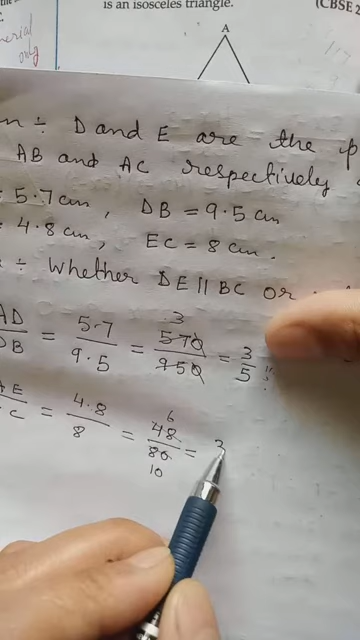 is an isosceles triangle.
(CBSE 2
A
only
÷ D and E are the p
AB and AC respectively
= 5.7 cm, DB = 9.5 cm
= 4.8 cm, EC = 8 cm.
÷ Whether DE || BC or
AD/DB = 5.7/9.5 = 3 570/950 = 3/5
AE/EC = 4.8/8 = 6 48/80 10 = 3